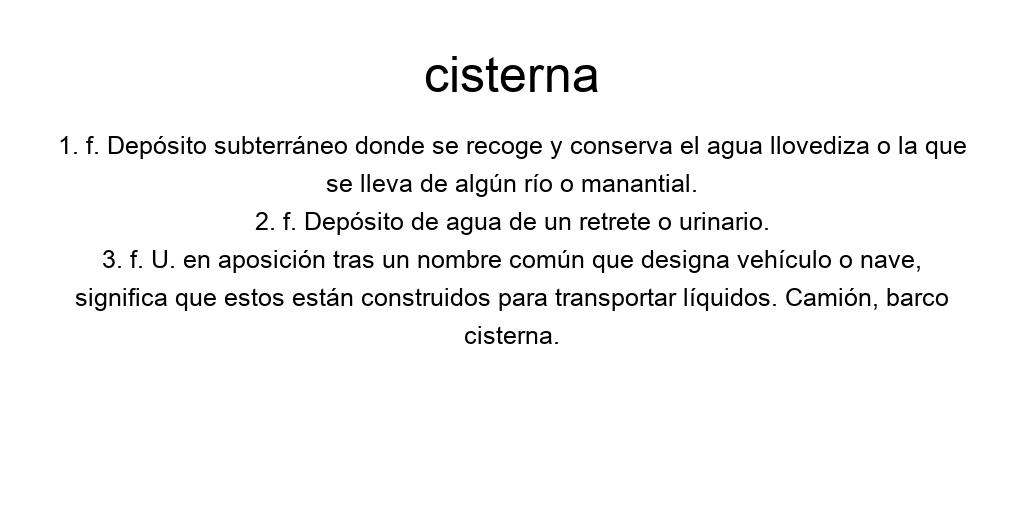 cisterna
1. f. Depósito subterráneo donde se recoge y conserva el agua llovediza o la que
se lleva de algún río o manantial.
2. f. Depósito de agua de un retrete o urinario.
3. f. U. en aposición tras un nombre común que designa vehículo o nave,
significa que estos están construidos para transportar líquidos. Camión, barco
cisterna.